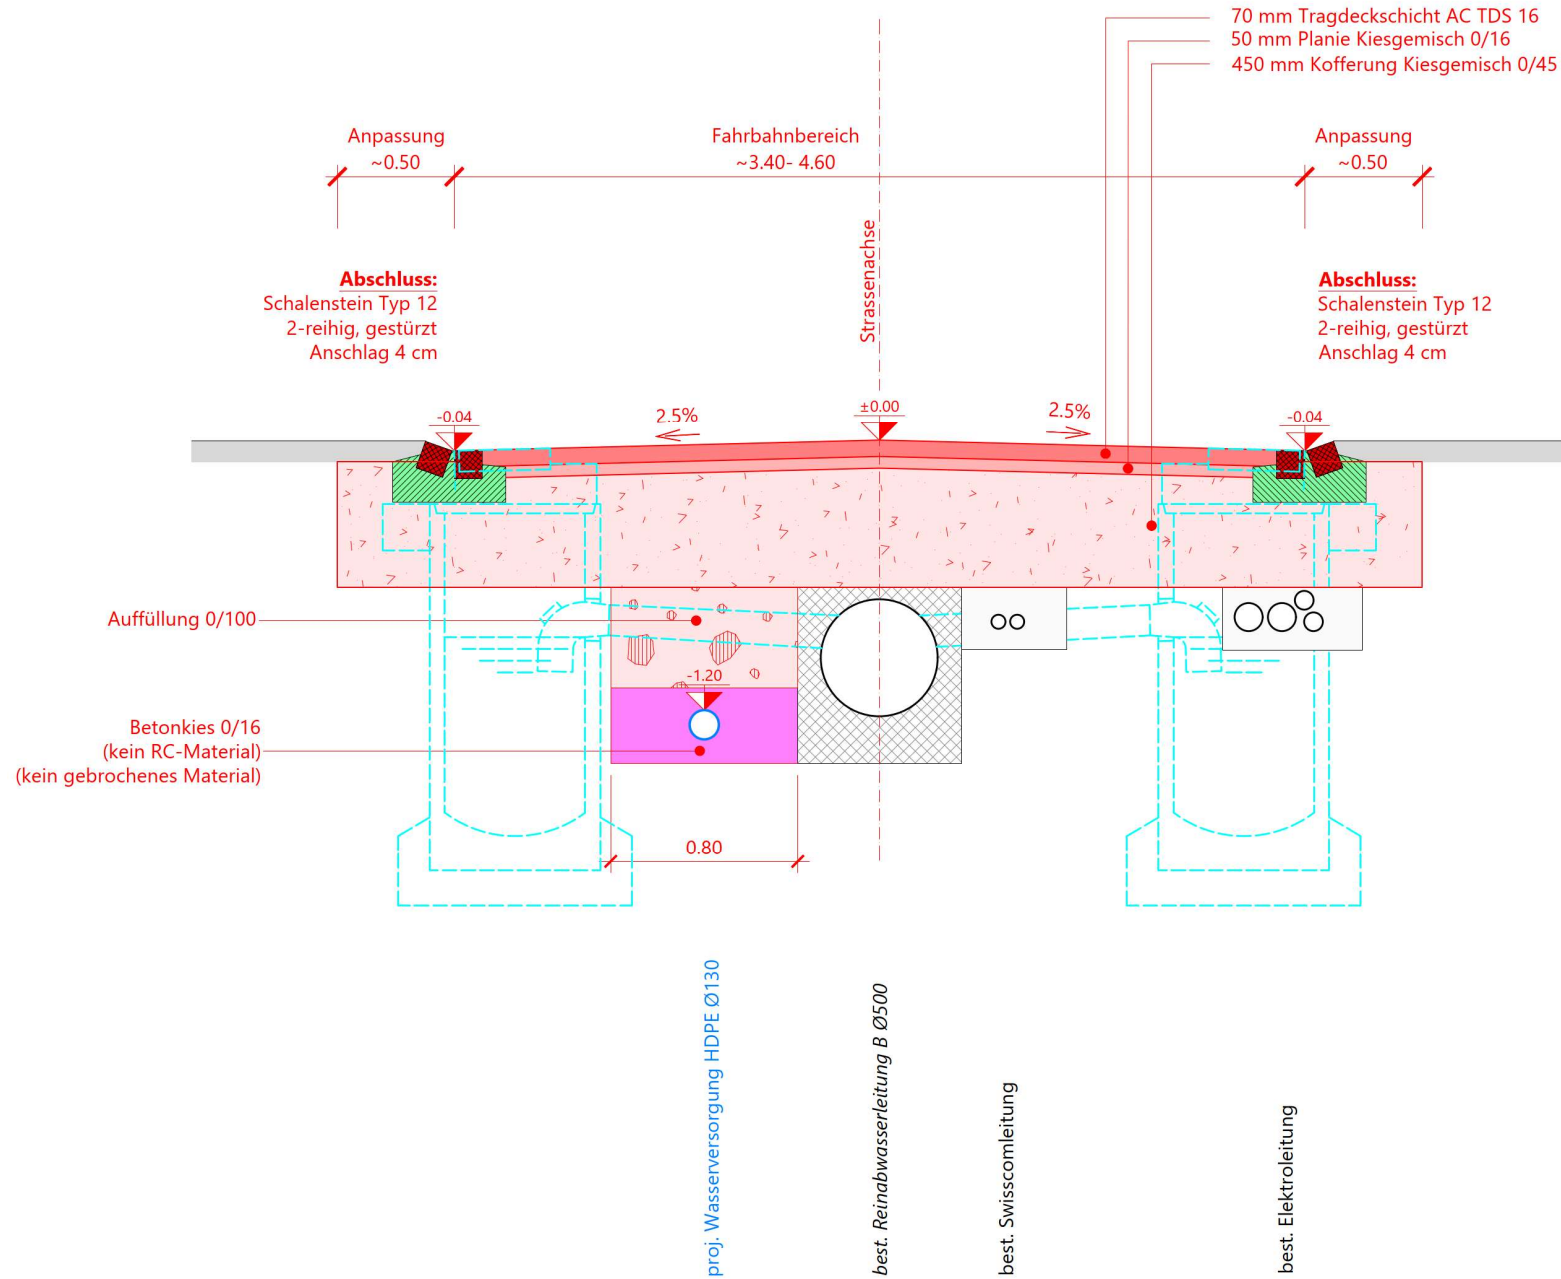 70 mm Tragdeckschicht AC TDS 16
50 mm Planie Kiesgemisch 0/16
450 mm Kofferung Kiesgemisch 0/45
Anpassung
~0.50
Fahrbahnbereich
~3.40- 4.60
Anpassung
~0.50
Strassenachse
Abschluss:
Schalenstein Typ 12
2-reihig, gestürzt
Anschlag 4 cm
Abschluss:
Schalenstein Typ 12
2-reihig, gestürzt
Anschlag 4 cm
-0.04
2.5%
±0.00
2.5%
-0.04
Auffüllung 0/100
-1.20
Betonkies 0/16
(kein RC-Material)
(kein gebrochenes Material)
0.80
proj. Wasserversorgung HDPE Ø130
best. Reinabwasserleitung B Ø500
best. Swisscomleitung
best. Elektroleitung